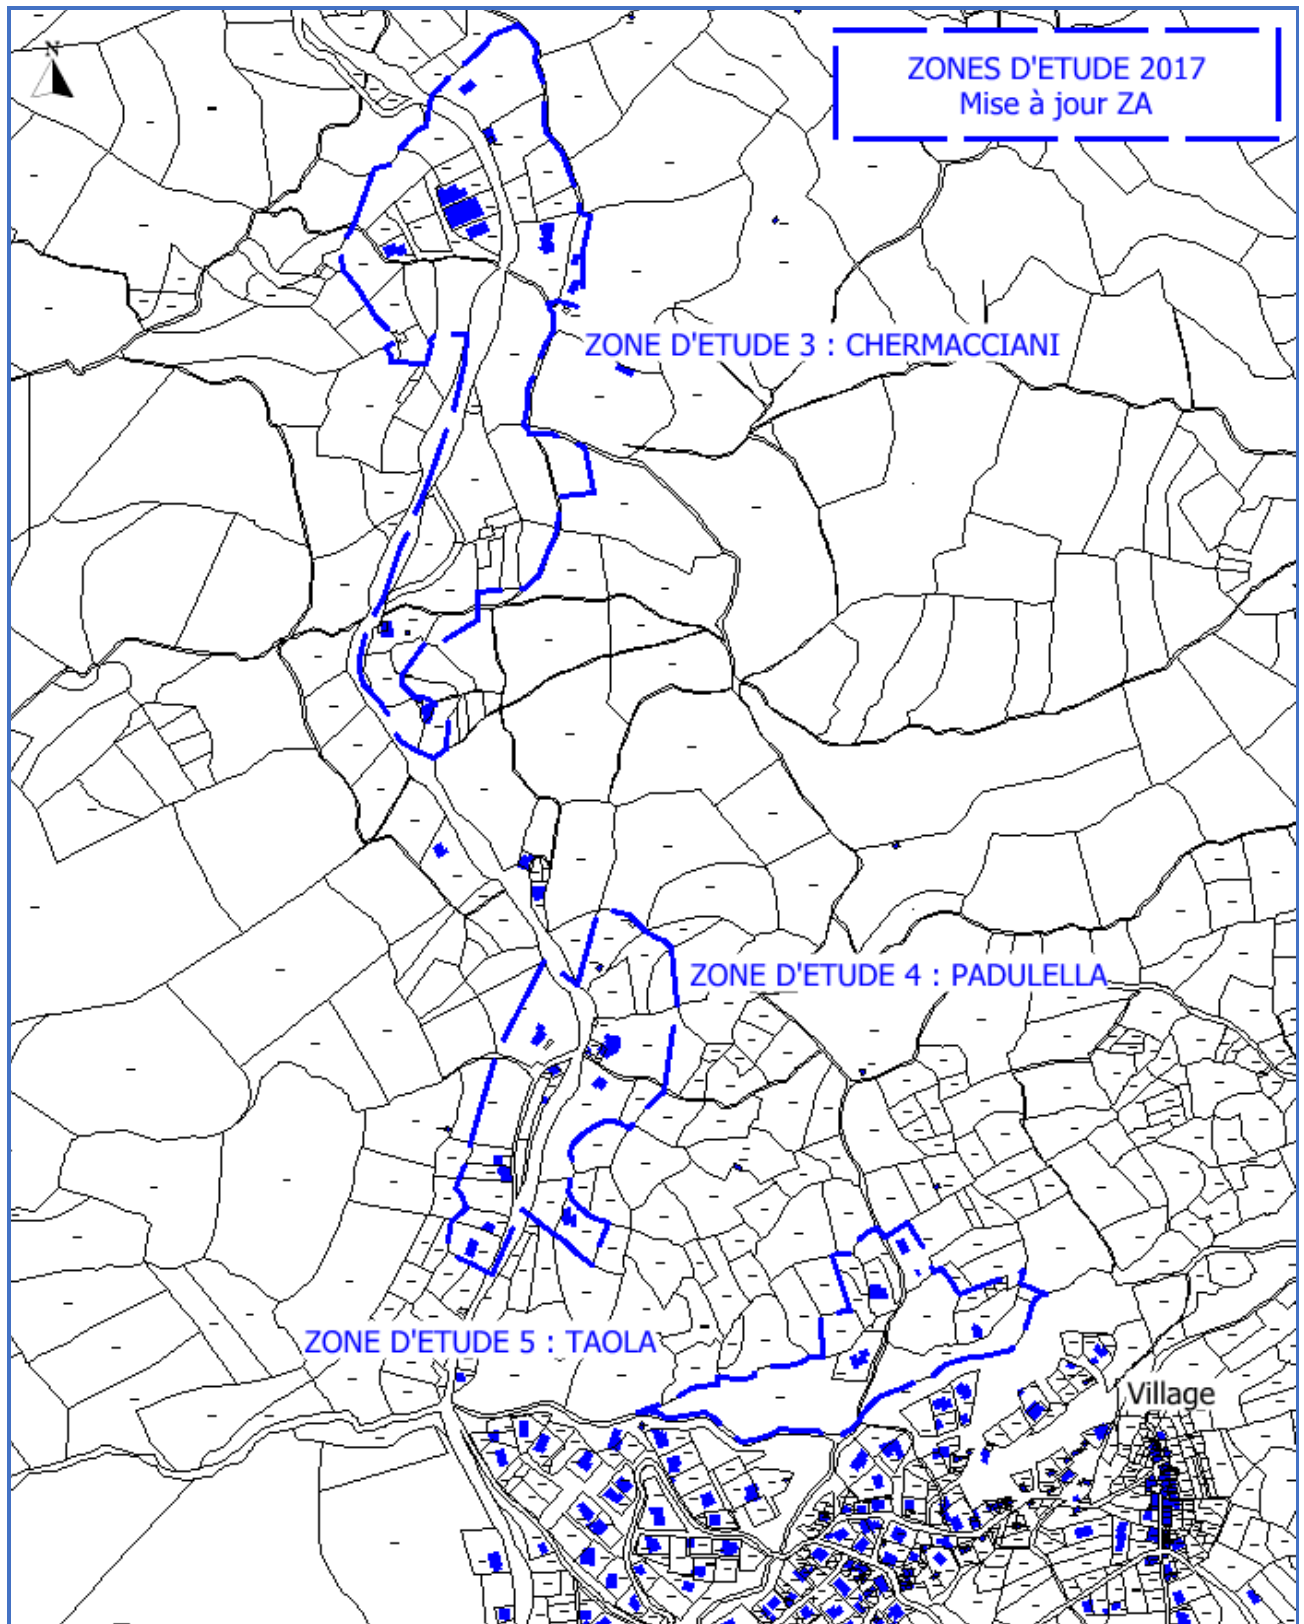 N
ZONES D'ETUDE 2017
Mise à jour ZA
ZONE D'ETUDE 3 : CHERMACCIANI
ZONE D'ETUDE 4 : PADULELLA
ZONE D'ETUDE 5 : TAOLA
Village